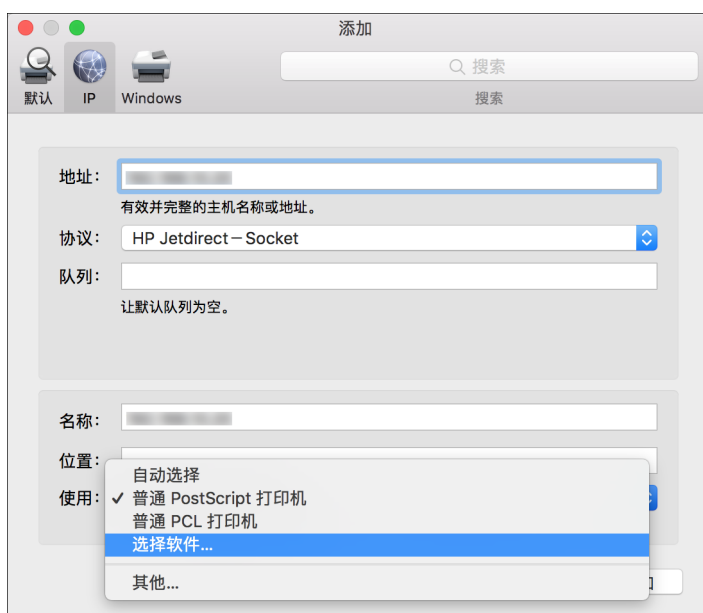 添加
搜索
默认 IP Windows 搜索
地址：
有效并完整的主机名称或地址。
协议： HP Jetdirect－Socket
队列：
让默认队列为空。
名称：
位置：
自动选择
使用： ✓ 普通 PostScript 打印机
普通 PCL 打印机
选择软件...
其他...